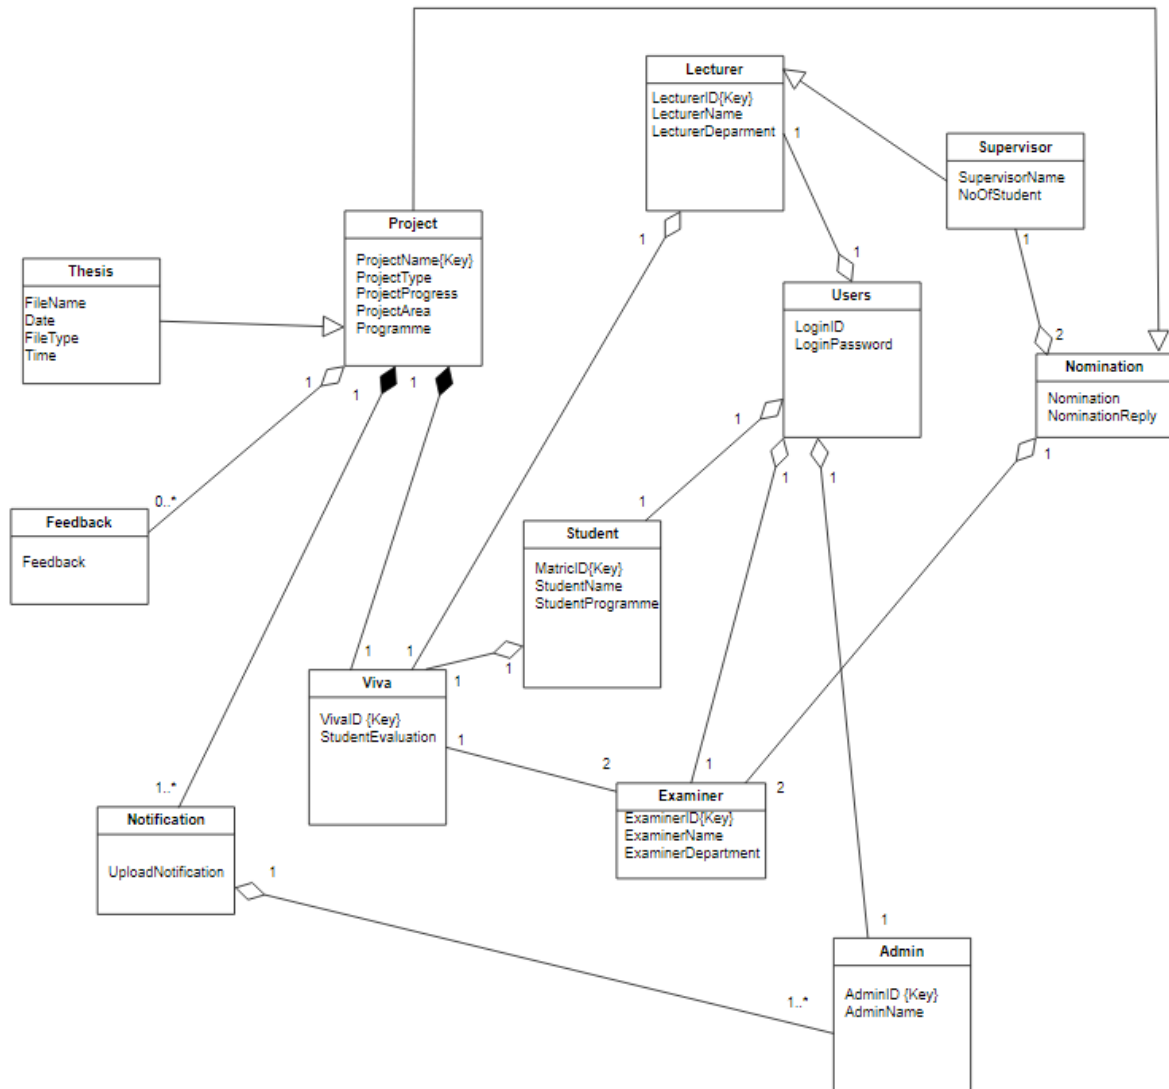 Lecturer
LecturerID{Key}
LecturerName
LecturerDeparment
1
1
Supervisor
SupervisorName
NoOfStudent
1
2
Project
ProjectName{Key}
ProjectType
ProjectProgress
ProjectArea
Programme
1
1
1
Thesis
FileName
Date
FileType
Time
Users
LoginID
LoginPassword
1
1
1
1
Nomination
Nomination
NominationReply
1
0..*
Feedback
Feedback
1
Student
MatricID{Key}
StudentName
StudentProgramme
1
1
1
1
Viva
VivaID {Key}
StudentEvaluation
1
2
1
2
Examiner
ExaminerID{Key}
ExaminerName
ExaminerDepartment
1..*
Notification
UploadNotification
1
1
Admin
AdminID {Key}
AdminName
1..*